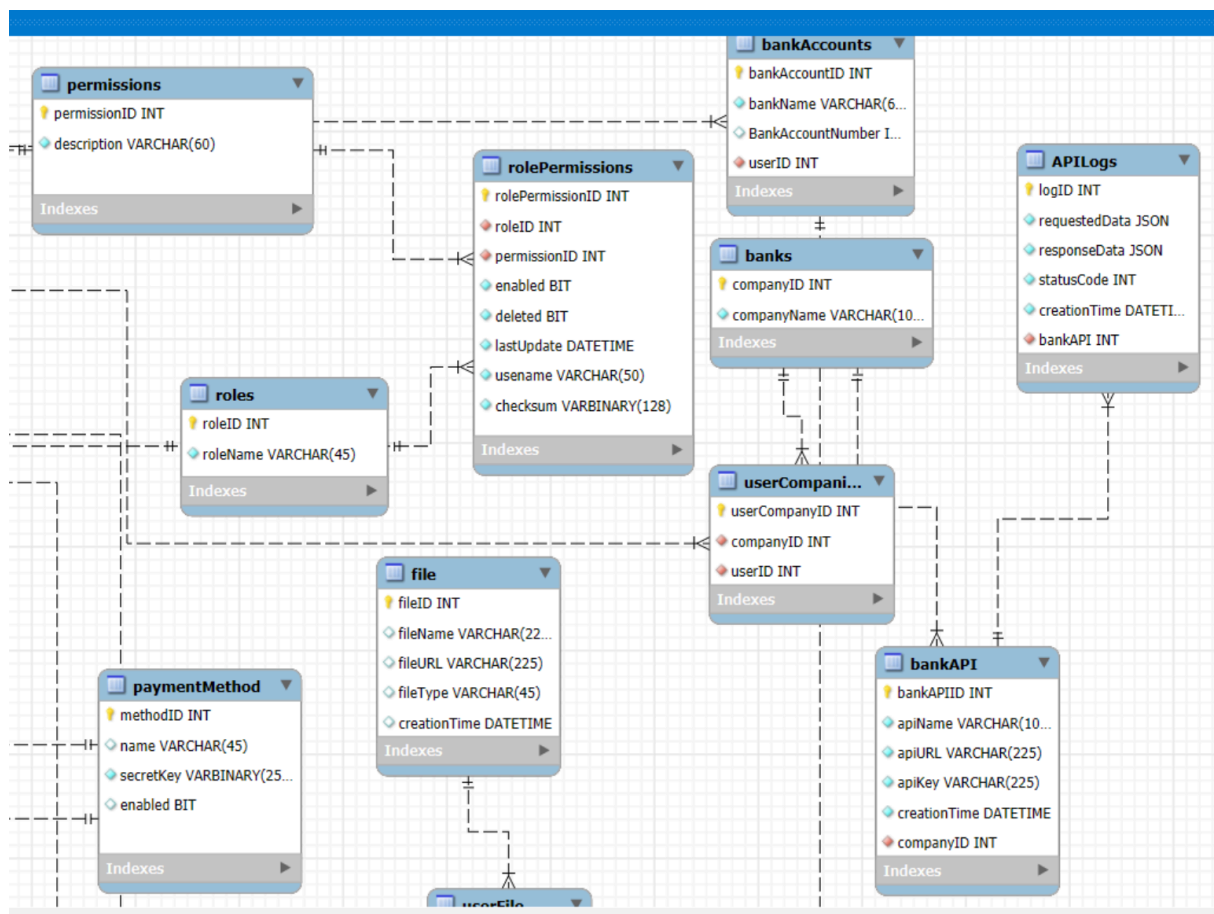 permissions
permissionID INT
description VARCHAR(60)
Indexes
bankAccounts
bankAccountID INT
bankName VARCHAR(6...
BankAccountNumber I...
userID INT
Indexes
rolePermissions
rolePermissionID INT
roleID INT
permissionID INT
enabled BIT
deleted BIT
lastUpdate DATETIME
usename VARCHAR(50)
checksum VARBINARY(128)
Indexes
APILogs
logID INT
requestedData JSON
responseData JSON
statusCode INT
creationTime DATETI...
bankAPI INT
Indexes
banks
companyID INT
companyName VARCHAR(10...
Indexes
roles
roleID INT
roleName VARCHAR(45)
Indexes
userCompani...
userCompanyID INT
companyID INT
userID INT
Indexes
file
fileID INT
fileName VARCHAR(22...
fileURL VARCHAR(225)
fileType VARCHAR(45)
creationTime DATETIME
Indexes
paymentMethod
methodID INT
name VARCHAR(45)
secretKey VARBINARY(25...
enabled BIT
Indexes
bankAPI
bankAPIID INT
apiName VARCHAR(10...
apiURL VARCHAR(225)
apiKey VARCHAR(225)
creationTime DATETIME
companyID INT
Indexes
userFile